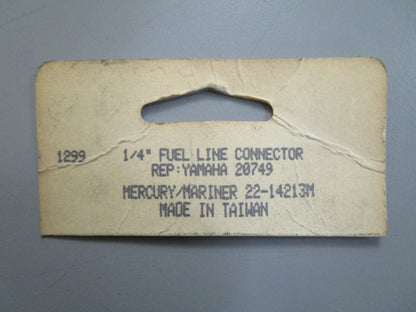 1299 1/4" FUEL LINE CONNECTOR
REP:YAMAHA 20749
MERCURY/MARINER 22-14213M
MADE IN TAIWAN